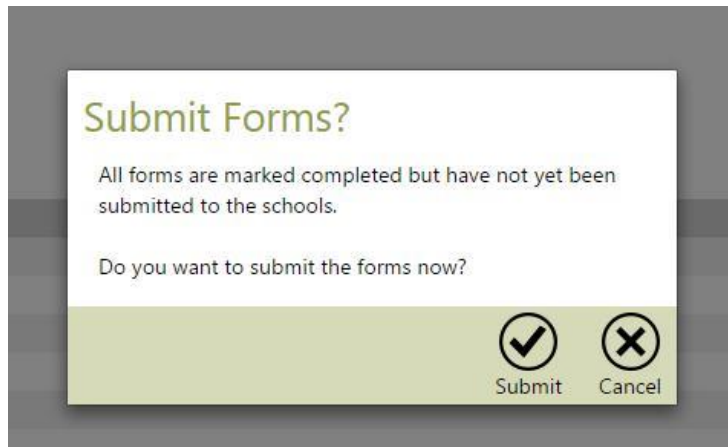 Submit Forms?
All forms are marked completed but have not yet been
submitted to the schools.
Do you want to submit the forms now?
Submit Cancel